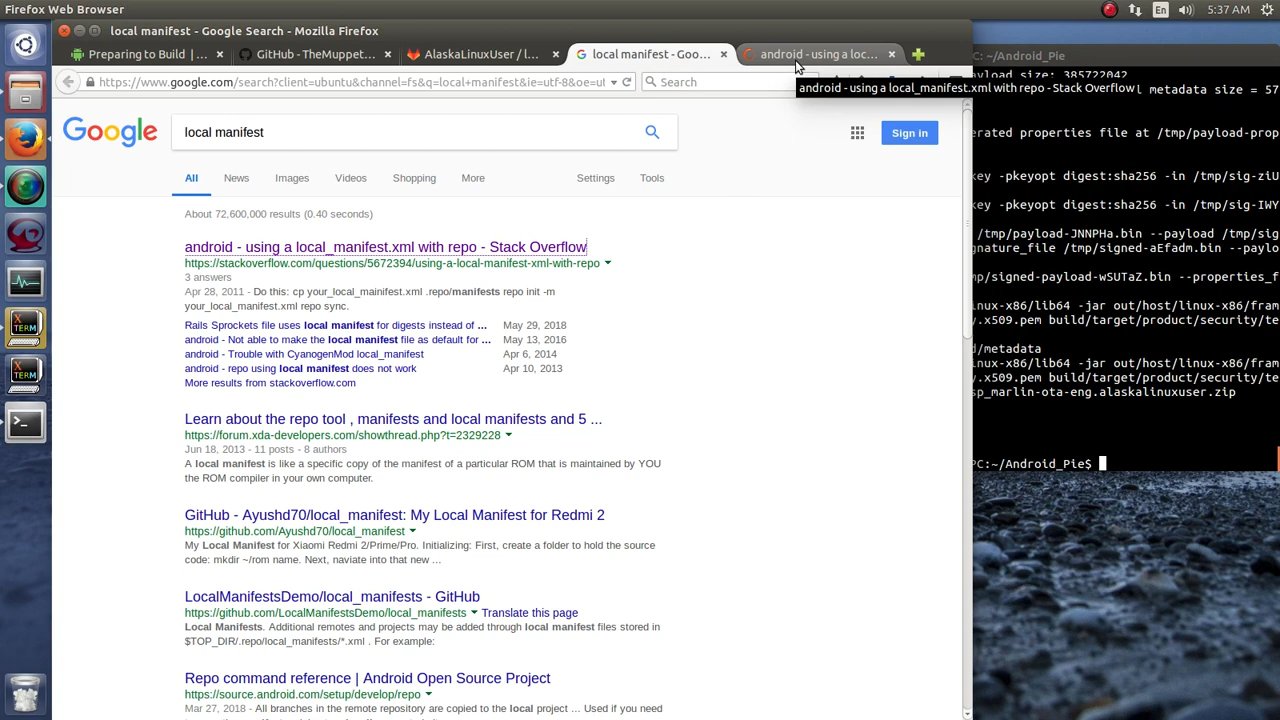 Firefox Web Browser
En
5:37 AM
local manifest - Google Search - Mozilla Firefox
Preparing to Build | ...
GitHub - TheMuppet...
AlaskaLinuxUser / l...
local manifest - Goo...
android - using a loc...
https://www.google.com/search?client=ubuntu&channel=fs&q=local+manifest&ie=utf-8&oe=ut
Search
android - using a local_manifest.xml with repo - Stack Overflow
Google
local manifest
Sign in
All
News
Images
Videos
Shopping
More
Settings
Tools
About 72,600,000 results (0.40 seconds)
android - using a local_manifest.xml with repo - Stack Overflow
https://stackoverflow.com/questions/5672394/using-a-local-manifest-xml-with-repo
3 answers
Apr 28, 2011 - Do this: cp your_local_mainifest.xml .repo/manifests repo init -m
your_local_manifest.xml repo sync.
Rails Sprockets file uses local manifest for digests instead of ... May 29, 2018
android - Not able to make the local manifest file as default for ... May 13, 2016
android - Trouble with CyanogenMod local_manifest Apr 6, 2014
android - repo using local manifest does not work Apr 10, 2013
More results from stackoverflow.com
Learn about the repo tool , manifests and local manifests and 5 ...
https://forum.xda-developers.com/showthread.php?t=2329228
Jun 18, 2013 - 11 posts - 8 authors
A local manifest is like a specific copy of the manifest of a particular ROM that is maintained by YOU
the ROM compiler in your own computer.
GitHub - Ayushd70/local_manifest: My Local Manifest for Redmi 2
https://github.com/Ayushd70/local_manifest
My Local Manifest for Xiaomi Redmi 2/Prime/Pro. Initializing: First, create a folder to hold the source
code: mkdir ~/rom name. Next, naviate into that new ...
LocalManifestsDemo/local_manifests - GitHub
https://github.com/LocalManifestsDemo/local_manifests Translate this page
Local Manifests. Additional remotes and projects may be added through local manifest files stored in
$TOP_DIR/.repo/local_manifests/*.xml . For example:
Repo command reference | Android Open Source Project
https://source.android.com/setup/develop/repo
Mar 27, 2018 - All branches in the remote repository are copied to the local project ... Used if you need
C: ~/Android_Pie
ayload size: 385722042
l metadata size = 57
erated properties file at /tmp/payload-prop
key -pkeyopt digest:sha256 -in /tmp/sig-ziU
key -pkeyopt digest:sha256 -in /tmp/sig-IWY
/tmp/payload-JNNPHa.bin --payload /tmp/sig
gnature_file /tmp/signed-aEfadm.bin --paylo
mp/signed-payload-wSUTaZ.bin --properties_f
inux-x86/lib64 -jar out/host/linux-x86/fram
y.x509.pem build/target/product/security/te
d/metadata
inux-x86/lib64 -jar out/host/linux-x86/fram
y.x509.pem build/target/product/security/te
sp_marlin-ota-eng.alaskalinuxuser.zip
PC:~/Android_Pie$